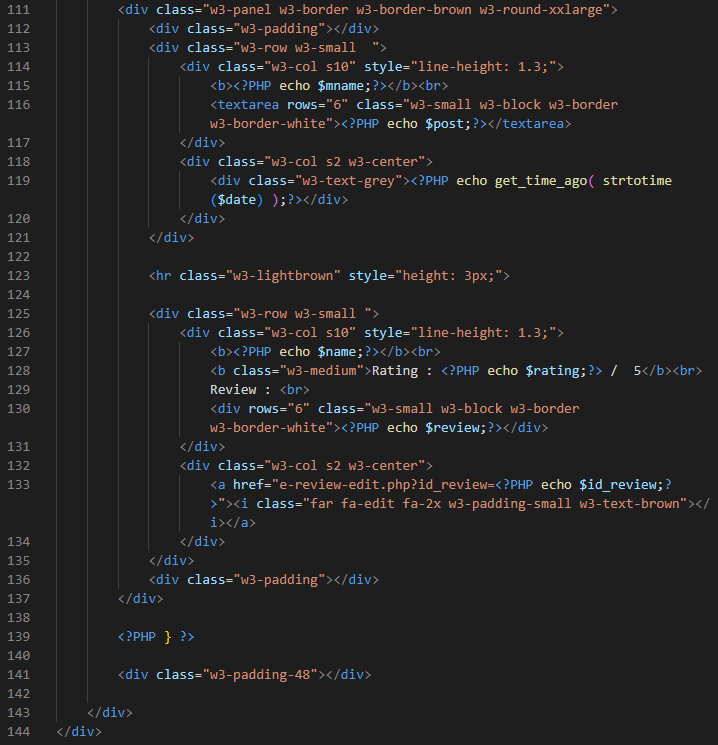 111 <div class="w3-panel w3-border w3-border-brown w3-round-xxlarge">
112 <div class="w3-padding"></div>
113 <div class="w3-row w3-small  ">
114 <div class="w3-col s10" style="line-height: 1.3;">
115 <b><?PHP echo $mname;?></b><br>
116 <textarea rows="6" class="w3-small w3-block w3-border
w3-border-white"><?PHP echo $post;?></textarea>
117 </div>
118 <div class="w3-col s2 w3-center">
119 <div class="w3-text-grey"><?PHP echo get_time_ago( strtotime
($date) );?></div>
120 </div>
121 </div>
122
123 <hr class="w3-lightbrown" style="height: 3px;">
124
125 <div class="w3-row w3-small ">
126 <div class="w3-col s10" style="line-height: 1.3;">
127 <b><?PHP echo $name;?></b><br>
128 <b class="w3-medium">Rating : <?PHP echo $rating;?> /  5</b><br>
129 Review : <br>
130 <div rows="6" class="w3-small w3-block w3-border
w3-border-white"><?PHP echo $review;?></div>
131 </div>
132 <div class="w3-col s2 w3-center">
133 <a href="e-review-edit.php?id_review=<?PHP echo $id_review;?
>"><i class="far fa-edit fa-2x w3-padding-small w3-text-brown"></
i></a>
134 </div>
135 </div>
136 <div class="w3-padding"></div>
137 </div>
138
139 <?PHP } ?>
140
141 <div class="w3-padding-48"></div>
142
143 </div>
144 </div>